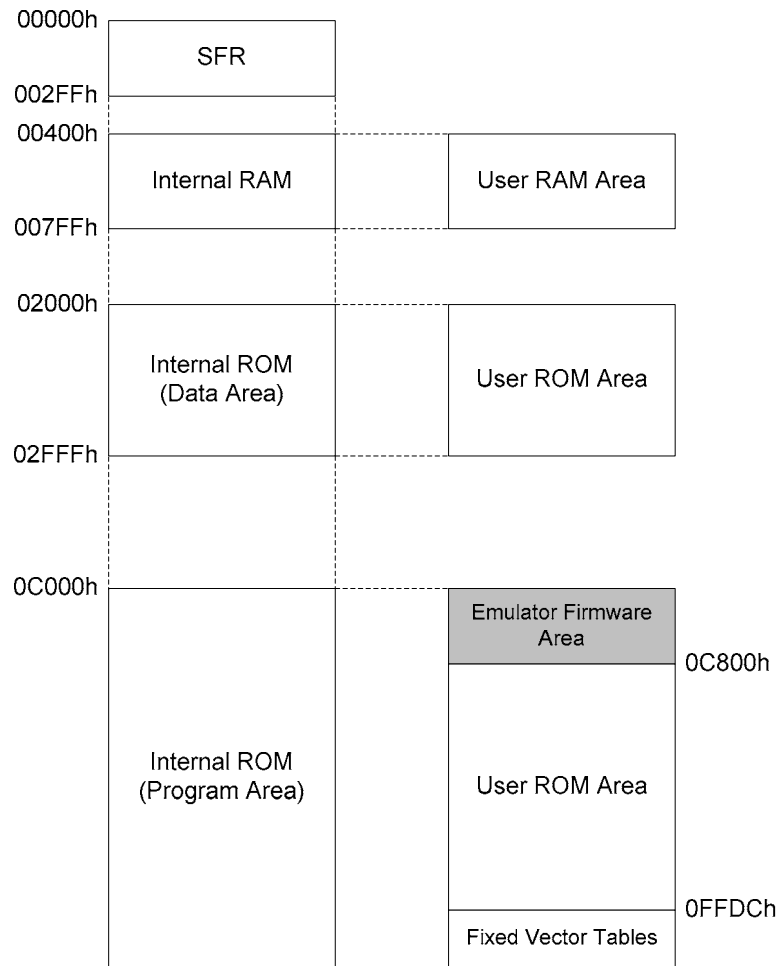 00000h
SFR
002FFh
00400h
Internal RAM
User RAM Area
007FFh
02000h
Internal ROM
(Data Area)
User ROM Area
02FFFh
0C000h
Emulator Firmware
Area
0C800h
Internal ROM
(Program Area)
User ROM Area
0FFDCh
Fixed Vector Tables